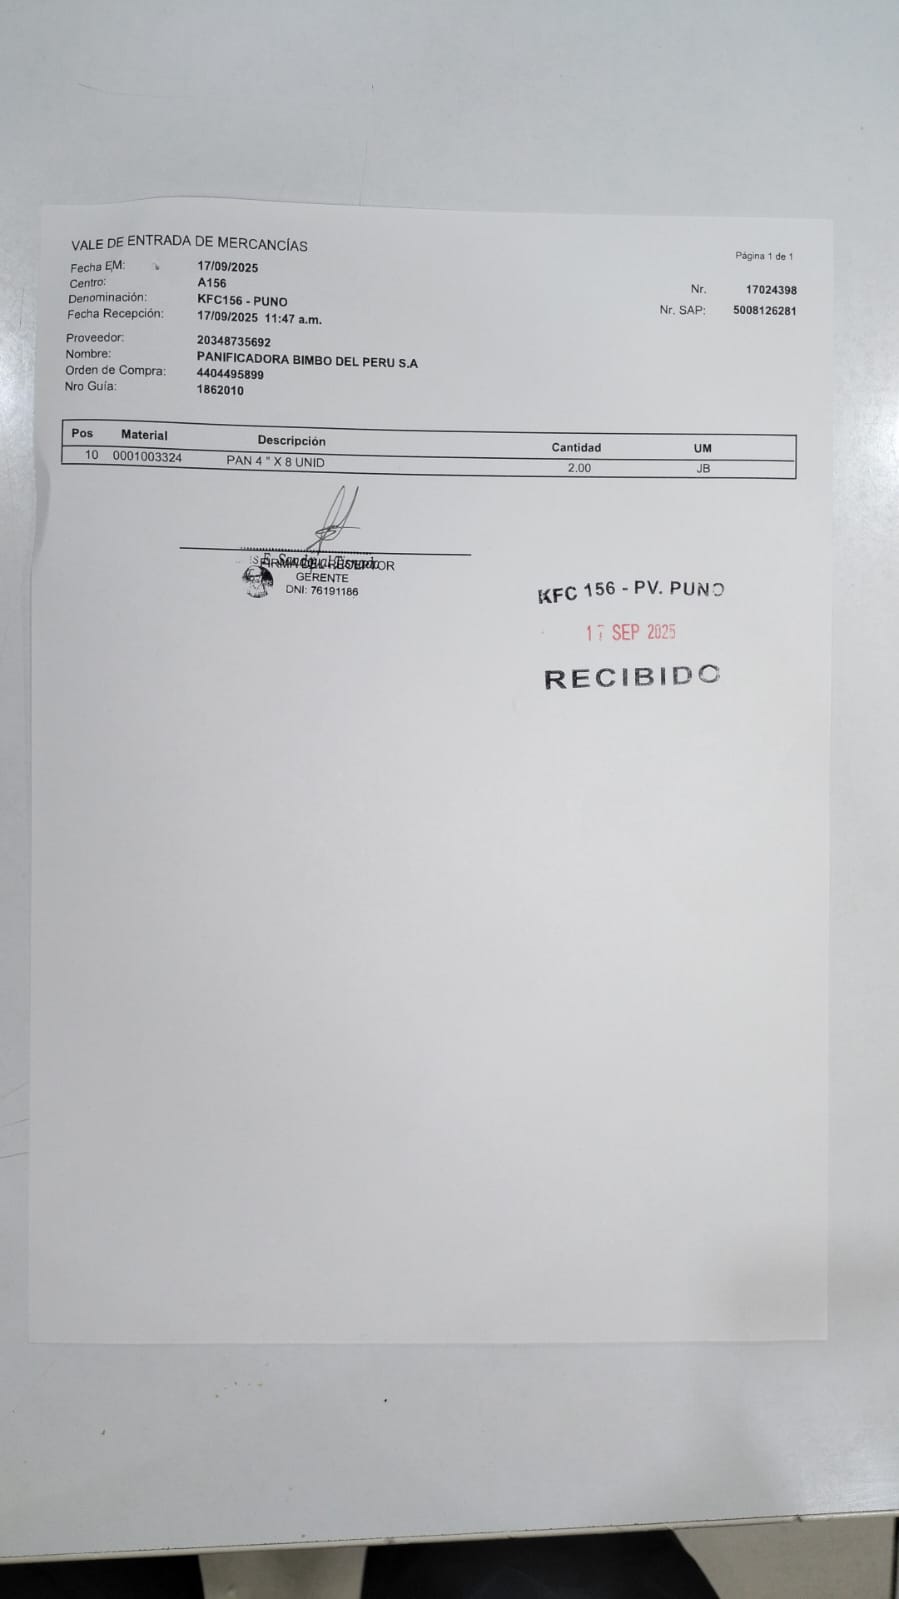 VALE DE ENTRADA DE MERCANCÍAS
Página 1 de 1
Fecha EM: 17/09/2025
Centro: A156
Nr. 17024398
Denominación: KFC156 - PUNO
Nr. SAP: 5008126281
Fecha Recepción: 17/09/2025 11:47 a.m.
Proveedor: 20348735692
Nombre: PANIFICADORA BIMBO DEL PERU S.A
Orden de Compra: 4404495899
Nro Guía: 1862010
Pos Material Descripción Cantidad UM
10 0001003324 PAN 4 " X 8 UNID 2.00 JB
GERENTE
DNI: 76191186
KFC 156 - PV. PUNO
17 SEP 2025
RECIBIDO